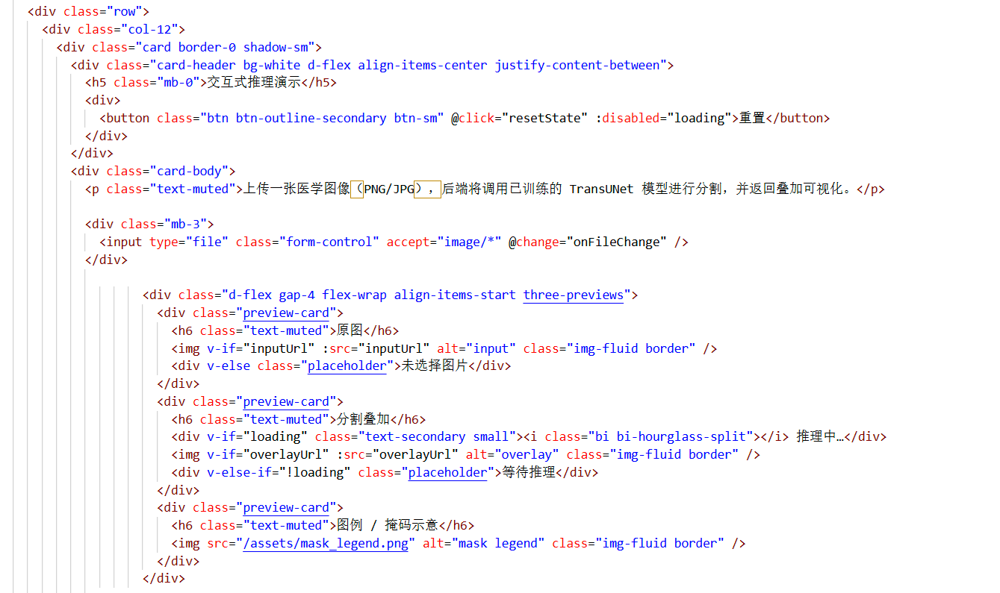 <div class="row">
<div class="col-12">
<div class="card border-0 shadow-sm">
<div class="card-header bg-white d-flex align-items-center justify-content-between">
<h5 class="mb-0">交互式推理演示</h5>
<div>
<button class="btn btn-outline-secondary btn-sm" @click="resetState" :disabled="loading">重置</button>
</div>
</div>
<div class="card-body">
<p class="text-muted">上传一张医学图像（PNG/JPG），后端将调用已训练的 TransUNet 模型进行分割，并返回叠加可视化。</p>
<div class="mb-3">
<input type="file" class="form-control" accept="image/*" @change="onFileChange" />
</div>
<div class="d-flex gap-4 flex-wrap align-items-start three-previews">
<div class="preview-card">
<h6 class="text-muted">原图</h6>
<img v-if="inputUrl" :src="inputUrl" alt="input" class="img-fluid border" />
<div v-else class="placeholder">未选择图片</div>
</div>
<div class="preview-card">
<h6 class="text-muted">分割叠加</h6>
<div v-if="loading" class="text-secondary small"><i class="bi bi-hourglass-split"></i> 推理中…</div>
<img v-if="overlayUrl" :src="overlayUrl" alt="overlay" class="img-fluid border" />
<div v-else-if="!loading" class="placeholder">等待推理</div>
</div>
<div class="preview-card">
<h6 class="text-muted">图例 / 掩码示意</h6>
<img src="/assets/mask_legend.png" alt="mask legend" class="img-fluid border" />
</div>
</div>